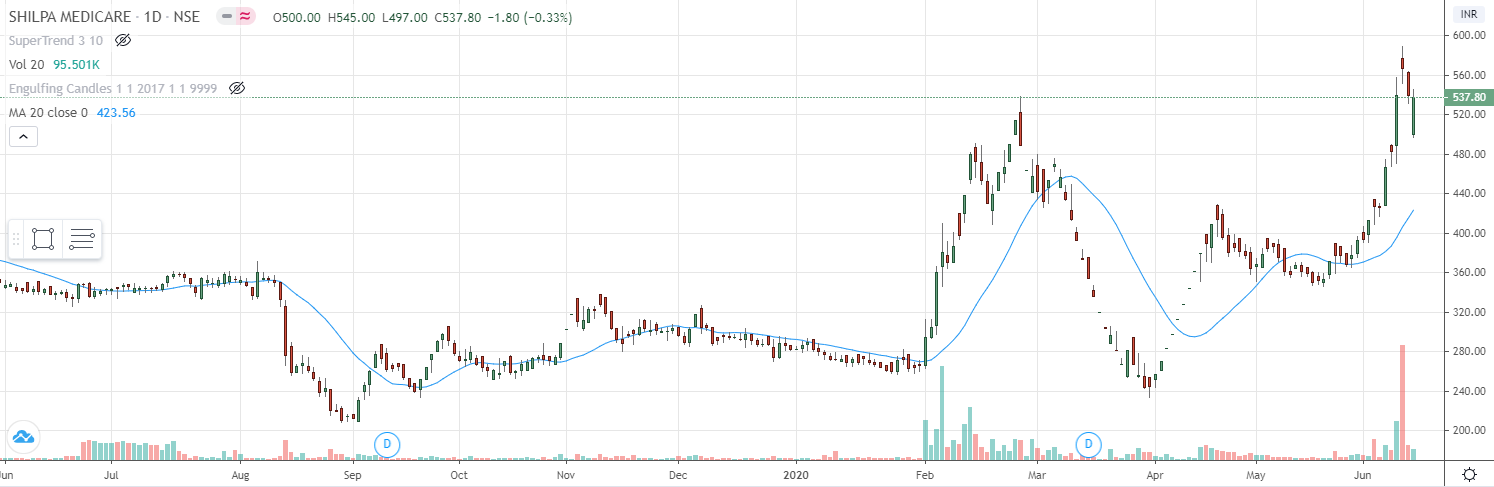 SHILPA MEDICARE · 1D · NSE O500.00 H545.00 L497.00 C537.80 −1.80 (−0.33%)
INR
SuperTrend 3 10
600.00
Vol 20 95.501K
560.00
Engulfing Candles 1 1 2017 1 1 9999
537.80
MA 20 close 0 423.56
520.00
480.00
440.00
400.00
360.00
320.00
280.00
240.00
D D
200.00
Jun Jul Aug Sep Oct Nov Dec 2020 Feb Mar Apr May Jun